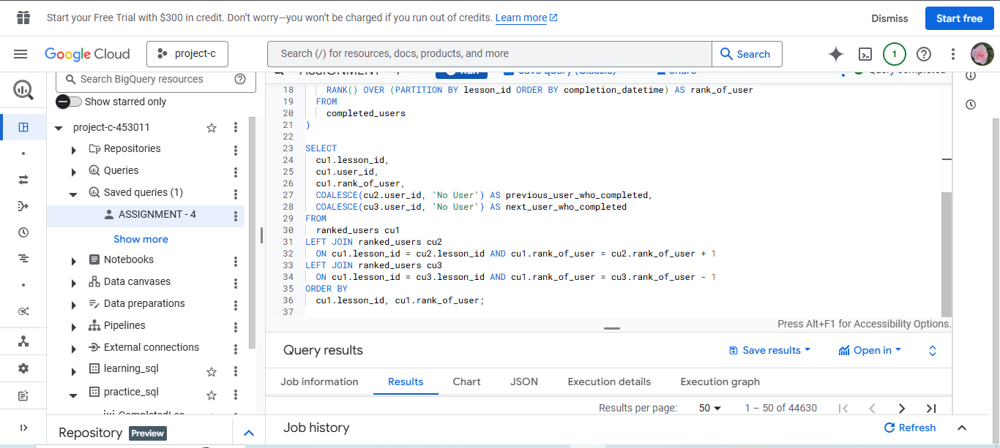 Start your Free Trial with $300 in credit. Don't worry—you won't be charged if you run out of credits. Learn more
Dismiss
Start free
Google Cloud
project-c
Search (/) for resources, docs, products, and more
Search
1
Search BigQuery resources
Show starred only
project-c-453011
Repositories
Queries
Saved queries (1)
ASSIGNMENT - 4
Show more
Notebooks
Data canvases
Data preparations
Pipelines
External connections
learning_sql
practice_sql
Repository Preview
18 RANK() OVER (PARTITION BY lesson_id ORDER BY completion_datetime) AS rank_of_user
19 FROM
20 completed_users
21 )
22
23 SELECT
24 cu1.lesson_id,
25 cu1.user_id,
26 cu1.rank_of_user,
27 COALESCE(cu2.user_id, 'No User') AS previous_user_who_completed,
28 COALESCE(cu3.user_id, 'No User') AS next_user_who_completed
29 FROM
30 ranked_users cu1
31 LEFT JOIN ranked_users cu2
32 ON cu1.lesson_id = cu2.lesson_id AND cu1.rank_of_user = cu2.rank_of_user + 1
33 LEFT JOIN ranked_users cu3
34 ON cu1.lesson_id = cu3.lesson_id AND cu1.rank_of_user = cu3.rank_of_user - 1
35 ORDER BY
36 cu1.lesson_id, cu1.rank_of_user;
37
Press Alt+F1 for Accessibility Options.
Query results
Save results
Open in
Job information
Results
Chart
JSON
Execution details
Execution graph
Results per page: 50 1 – 50 of 44630
Job history
Refresh